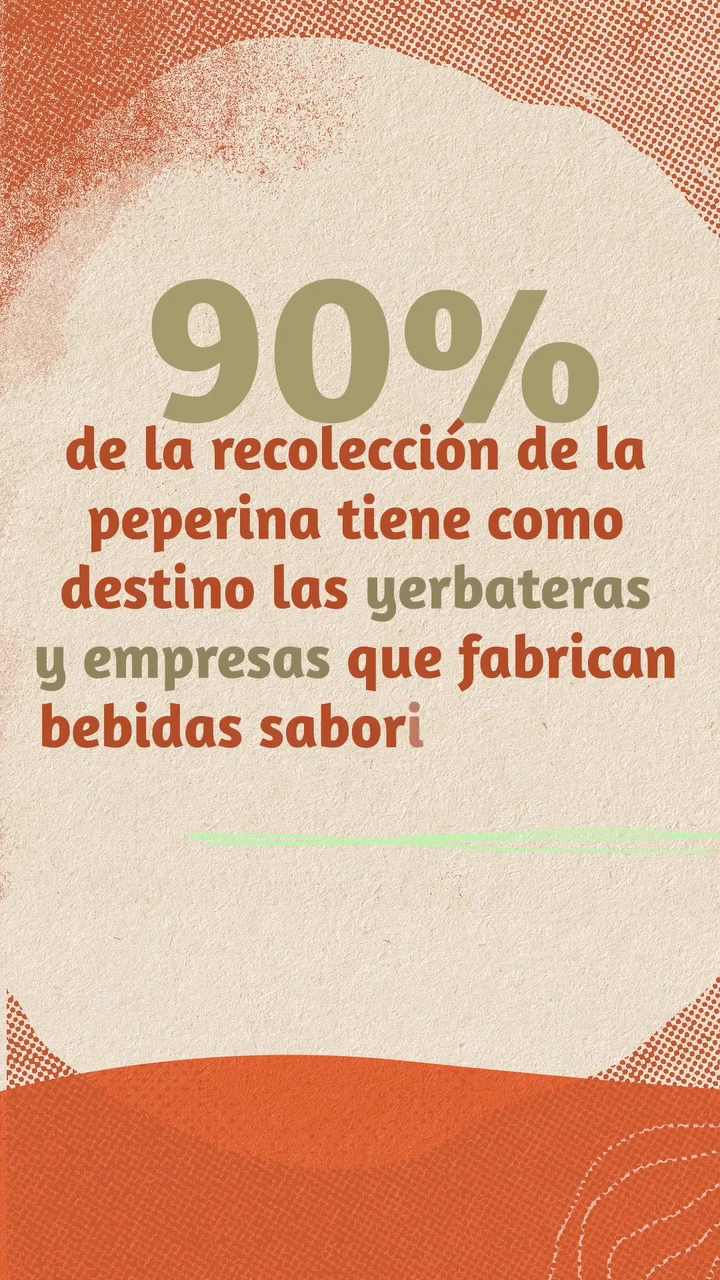 90%
de la recolección de la
peperina tiene como
destino las yerbateras
y empresas que fabrican
bebidas sabori